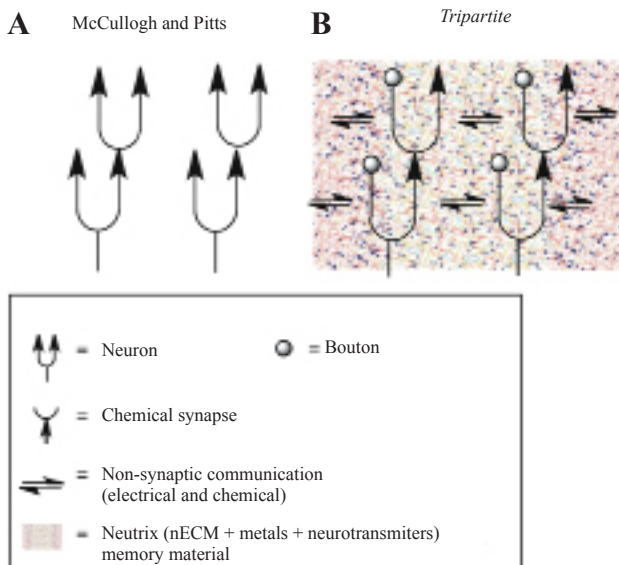 A McCullogh and Pitts
B Tripartite
= Neuron
= Bouton
= Chemical synapse
= Non-synaptic communication
(electrical and chemical)
= Neutrix (nECM + metals + neurotransmiters)
memory material